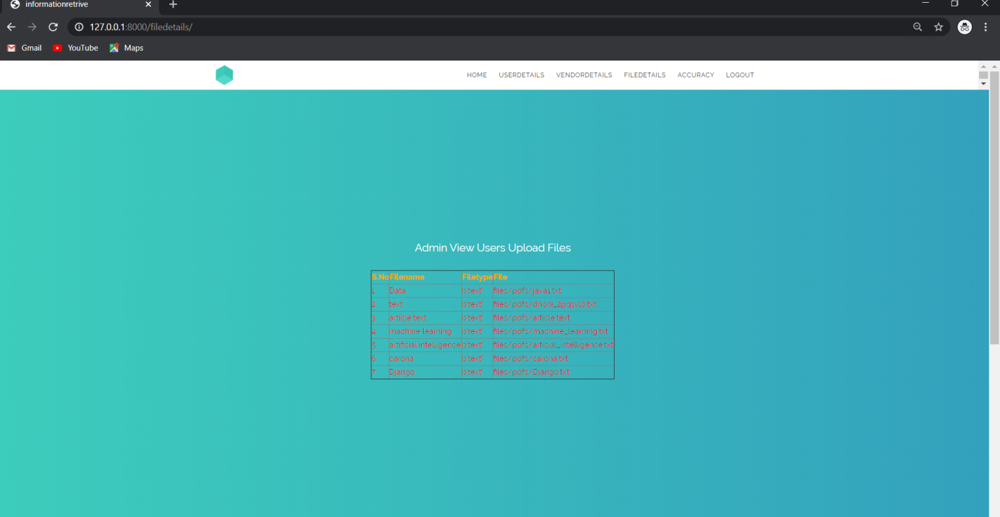 informationretrive
127.0.0.1:8000/filedetails/
Gmail YouTube Maps
HOME USERDETAILS VENDORDETAILS FILEDETAILS ACCURACY LOGOUT
Admin View Users Upload Files
S.No Filename Filetype File
1 Data b'text' files/pdfs/java1.txt
2 text b'text' files/pdfs/dhoni_2pqsvl0.txt
3 article.text b'text' files/pdfs/article.text
4 machine learning b'text' files/pdfs/machine_learning.txt
5 artificial intelligence b'text' files/pdfs/articial_intelligence.txt
6 carona b'text' files/pdfs/carona.txt
7 Django b'text' files/pdfs/Django.txt